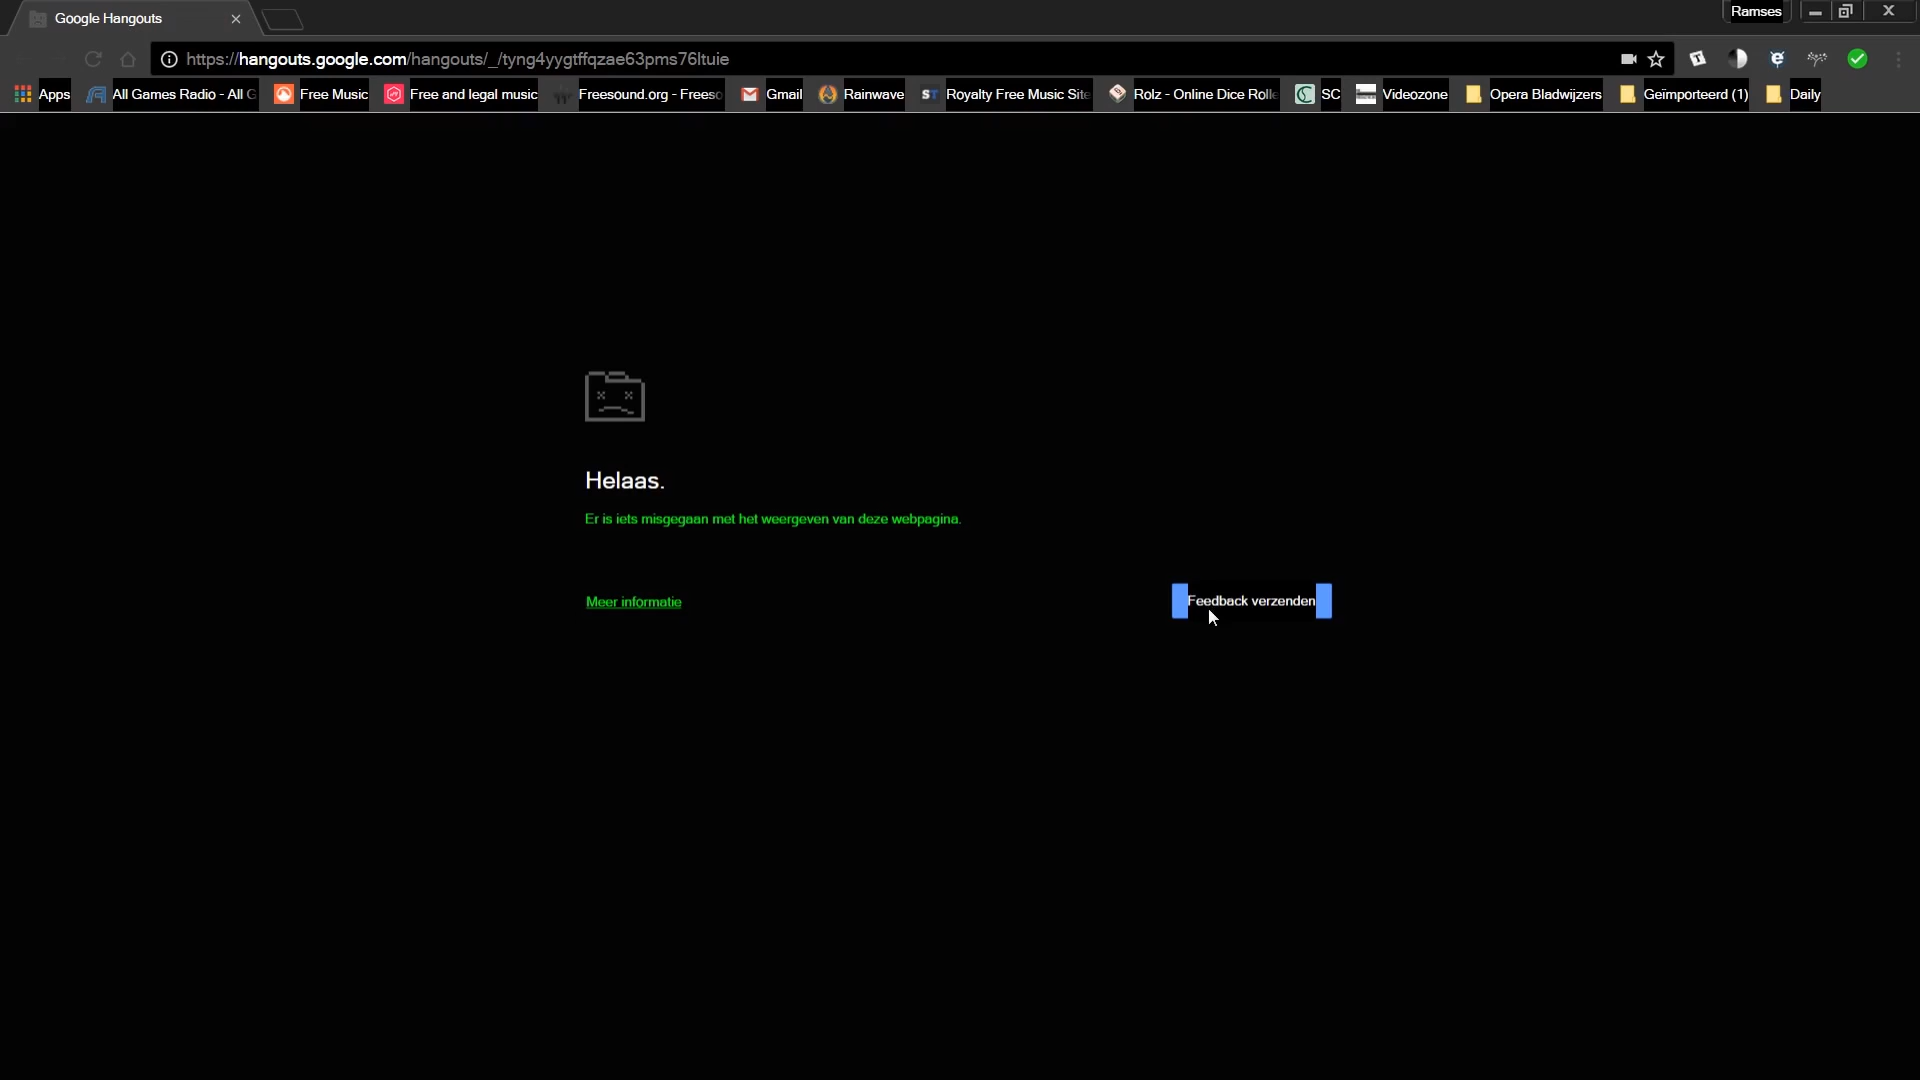 Google Hangouts
Ramses
https://hangouts.google.com/hangouts/_/tyng4yygtffqzae63pms76ltuie
Apps All Games Radio - All G Free Music Free and legal music Freesound.org - Freeso Gmail Rainwave ST Royalty Free Music Site Rolz - Online Dice Rolle SC Videozone Opera Bladwijzers Geïmporteerd (1) Daily
Helaas.
Er is iets misgegaan met het weergeven van deze webpagina.
Meer informatie
Feedback verzenden